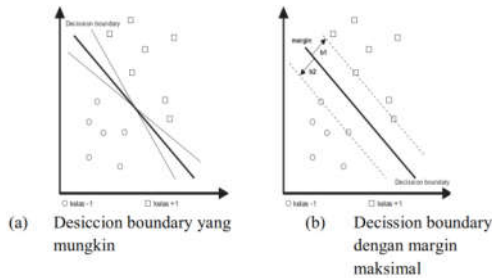 Decission boundary
○ kelas -1 □ kelas +1
(a) Desiccion boundary yang
mungkin
margin
b1
b2
Decission boundary
○ kelas -1 □ kelas +1
(b) Decission boundary
dengan margin
maksimal